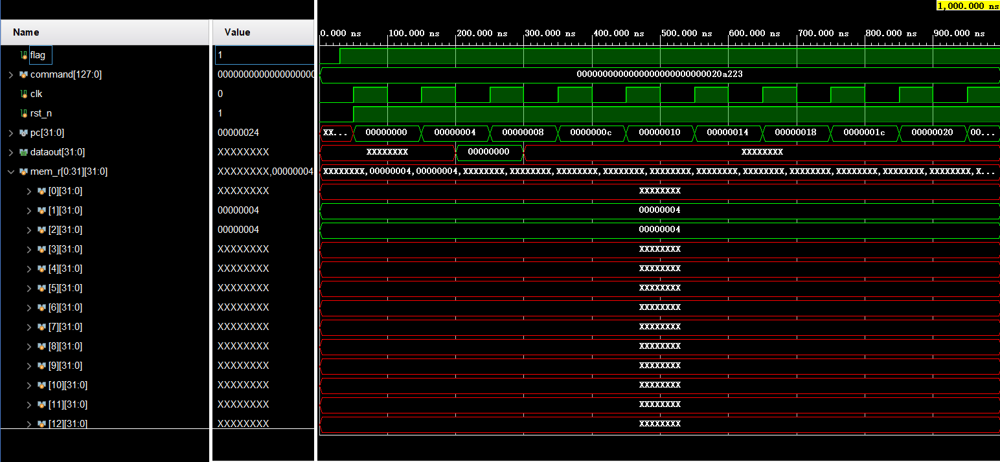 1,000.000 ns
Name Value 0.000 ns 100.000 ns 200.000 ns 300.000 ns 400.000 ns 500.000 ns 600.000 ns 700.000 ns 800.000 ns 900.000 ns
flag 1
command[127:0] 0000000000000000000 0000000000000000000000000020a223
clk 0
rst_n 1
pc[31:0] 00000024 XX... 00000000 00000004 00000008 0000000c 00000010 00000014 00000018 0000001c 00000020 00...
dataout[31:0] XXXXXXXX XXXXXXXX 00000000 XXXXXXXX
mem_r[0:31][31:0] XXXXXXXX,00000004 XXXXXXXX,00000004,00000004,XXXXXXXX,XXXXXXXX,XXXXXXXX,XXXXXXXX,XXXXXXXX,XXXXXXXX,XXXXXXXX,XXXXXXXX,XXXXXXXX,XXXXXXXX,XXXXXXXX,X...
[0][31:0] XXXXXXXX XXXXXXXX
[1][31:0] 00000004 00000004
[2][31:0] 00000004 00000004
[3][31:0] XXXXXXXX XXXXXXXX
[4][31:0] XXXXXXXX XXXXXXXX
[5][31:0] XXXXXXXX XXXXXXXX
[6][31:0] XXXXXXXX XXXXXXXX
[7][31:0] XXXXXXXX XXXXXXXX
[8][31:0] XXXXXXXX XXXXXXXX
[9][31:0] XXXXXXXX XXXXXXXX
[10][31:0] XXXXXXXX XXXXXXXX
[11][31:0] XXXXXXXX XXXXXXXX
[12][31:0] XXXXXXXX XXXXXXXX